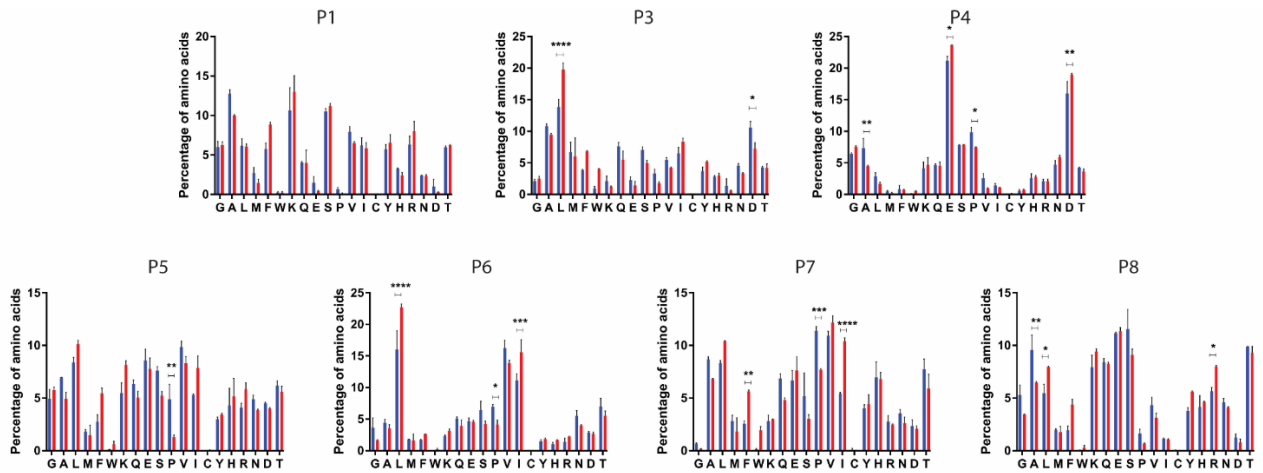 P1
Percentage of amino acids
20
15
10
5
0
G A L M F W K Q E S P V I C Y H R N D T
P3
Percentage of amino acids
25
20
15
10
5
0
****
*
G A L M F W K Q E S P V I C Y H R N D T
P4
Percentage of amino acids
25
20
15
10
5
0
**
*
*
**
G A L M F W K Q E S P V I C Y H R N D T
P5
Percentage of amino acids
15
10
5
0
**
G A L M F W K Q E S P V I C Y H R N D T
P6
Percentage of amino acids
25
20
15
10
5
0
****
*
***
G A L M F W K Q E S P V I C Y H R N D T
P7
Percentage of amino acids
15
10
5
0
**
***
****
G A L M F W K Q E S P V I C Y H R N D T
P8
Percentage of amino acids
15
10
5
0
**
*
*
G A L M F W K Q E S P V I C Y H R N D T